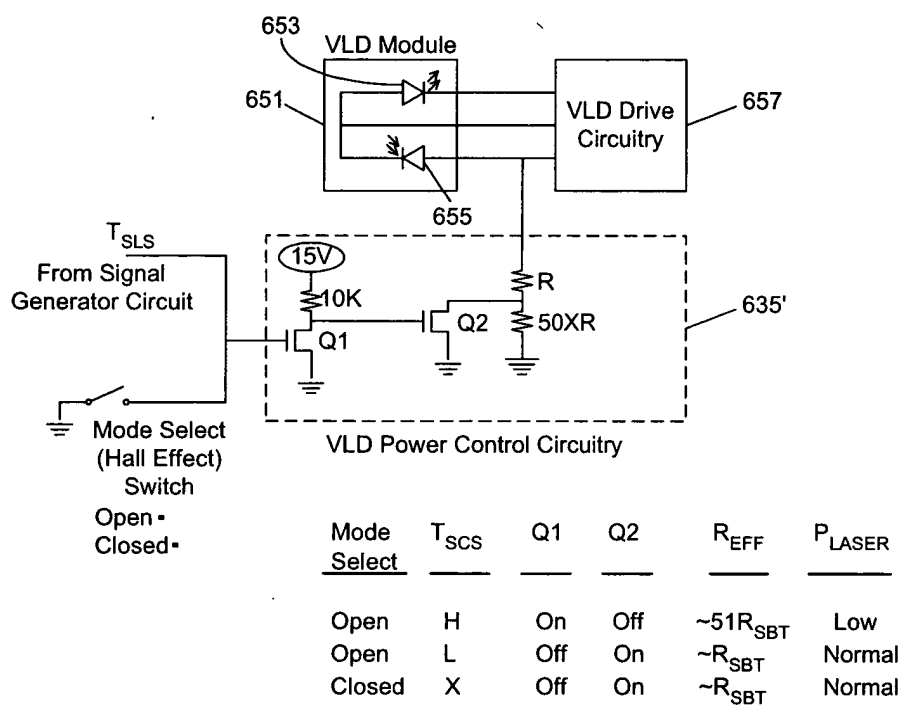 653
VLD Module
651
VLD Drive
Circuitry
657
655
T_SLS
From Signal
Generator Circuit
15V
10K
Q1
Q2
R
50XR
635'
Mode Select
(Hall Effect)
Switch
Open -
Closed -
VLD Power Control Circuitry
Mode Select T_SCS Q1 Q2 R_EFF P_LASER
Open H On Off ~51R_SBT Low
Open L Off On ~R_SBT Normal
Closed X Off On ~R_SBT Normal